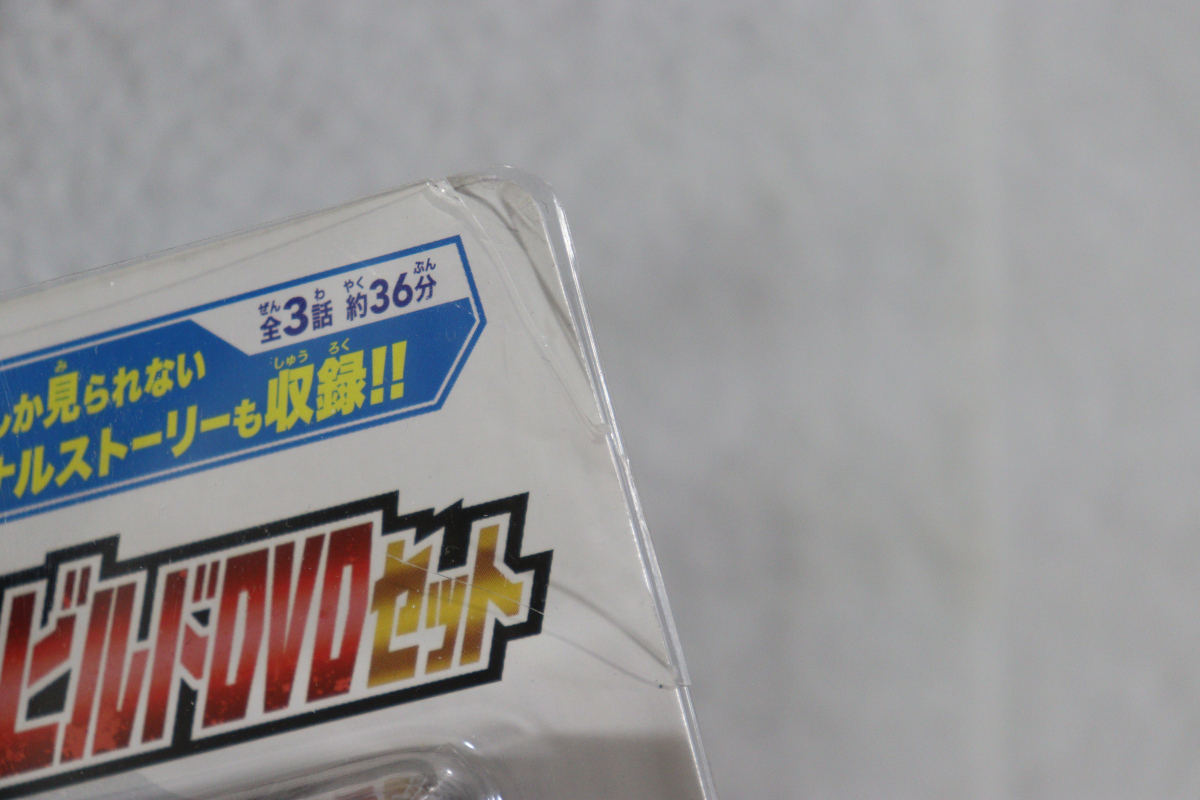 全3話 約36分
しか見られない
ナルストーリーも収録!!
ビルドDVDセット